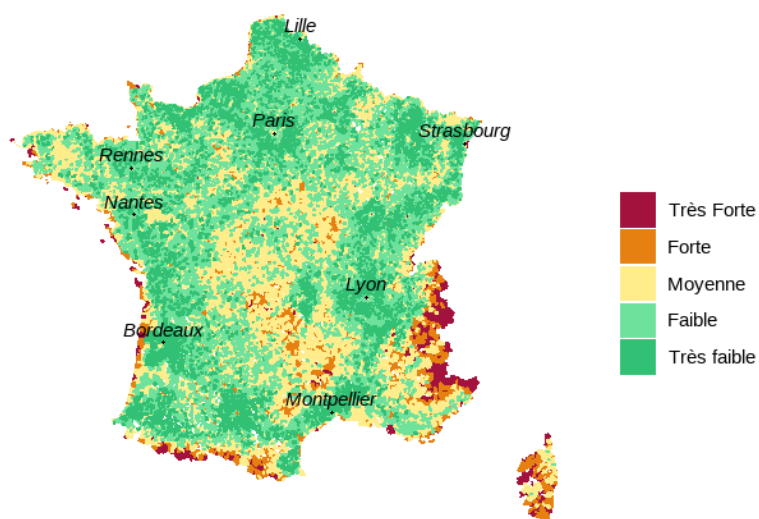 Lille
Paris
Strasbourg
Rennes
Nantes
Très Forte
Forte
Moyenne
Lyon
Faible
Bordeaux
Très faible
Montpellier